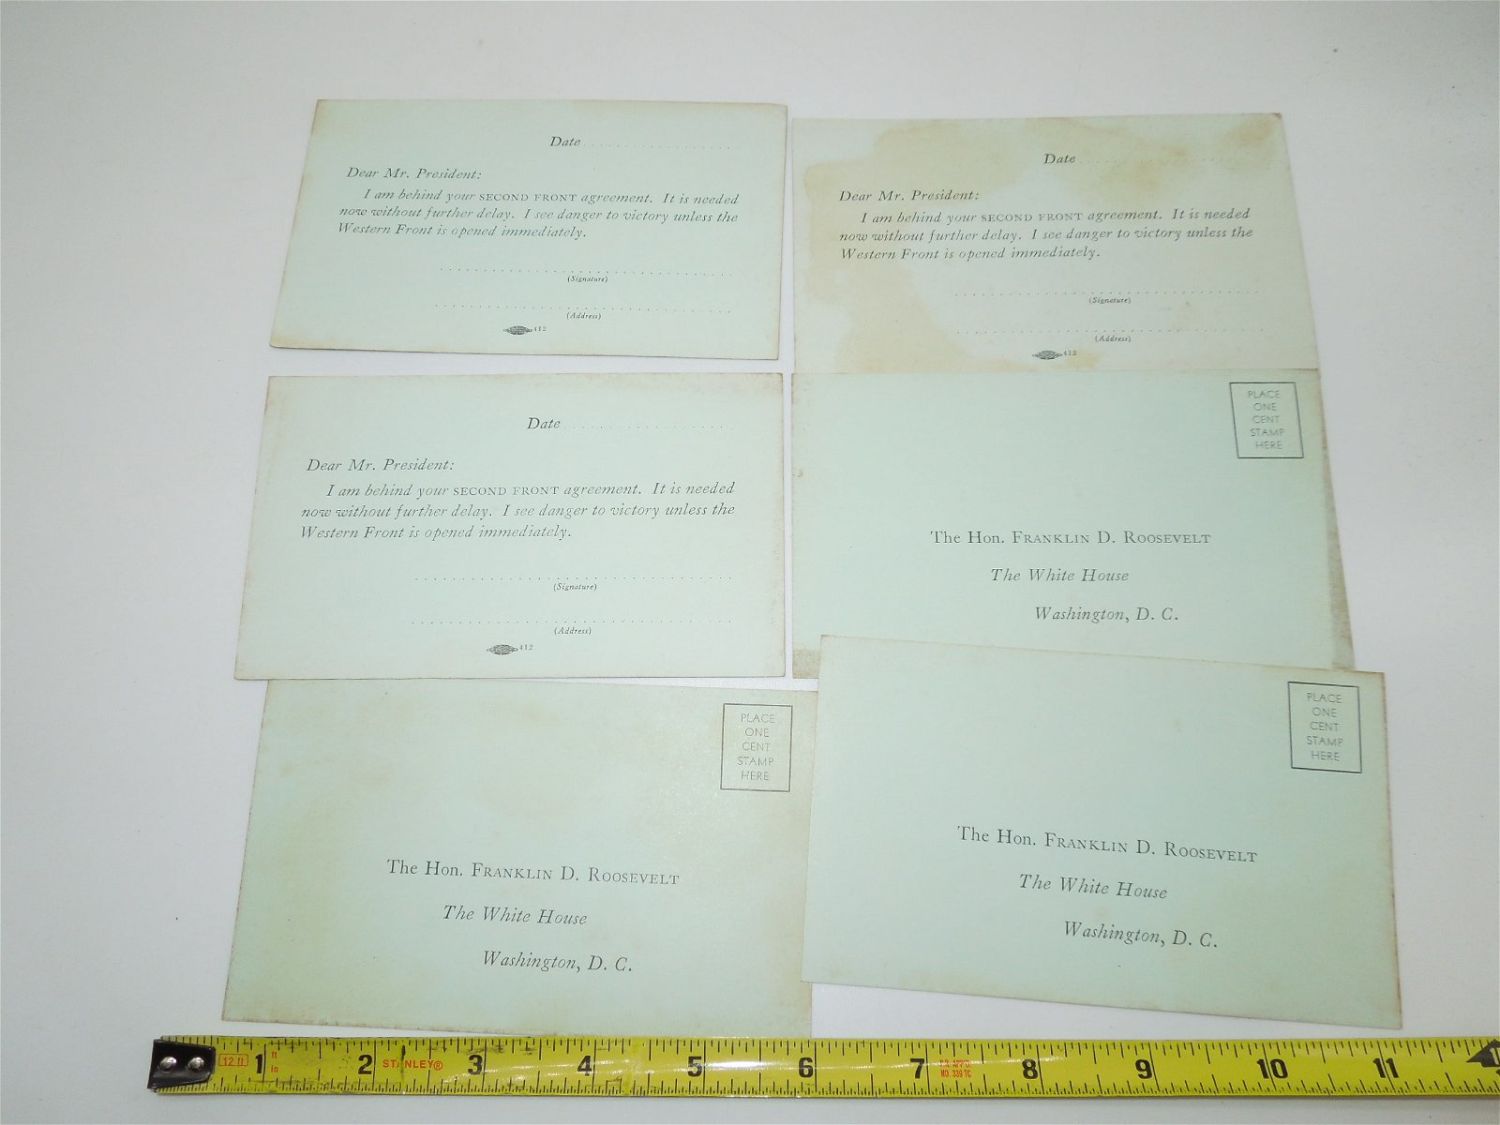 Date
Dear Mr. President:
I am behind your SECOND FRONT agreement. It is needed
now without further delay. I see danger to victory unless the
Western Front is opened immediately.
(Signature)
(Address)
412
Date
Dear Mr. President:
I am behind your SECOND FRONT agreement. It is needed
now without further delay. I see danger to victory unless the
Western Front is opened immediately.
(Signature)
(Address)
412
Date
Dear Mr. President:
I am behind your SECOND FRONT agreement. It is needed
now without further delay. I see danger to victory unless the
Western Front is opened immediately.
(Signature)
(Address)
412
PLACE
ONE
CENT
STAMP
HERE
The Hon. FRANKLIN D. ROOSEVELT
The White House
Washington, D. C.
PLACE
ONE
CENT
STAMP
HERE
The Hon. FRANKLIN D. ROOSEVELT
The White House
Washington, D. C.
PLACE
ONE
CENT
STAMP
HERE
The Hon. FRANKLIN D. ROOSEVELT
The White House
Washington, D. C.
12 ft 1 ft in 2 STANLEY® 3 4 5 6 7 8 9 10 11